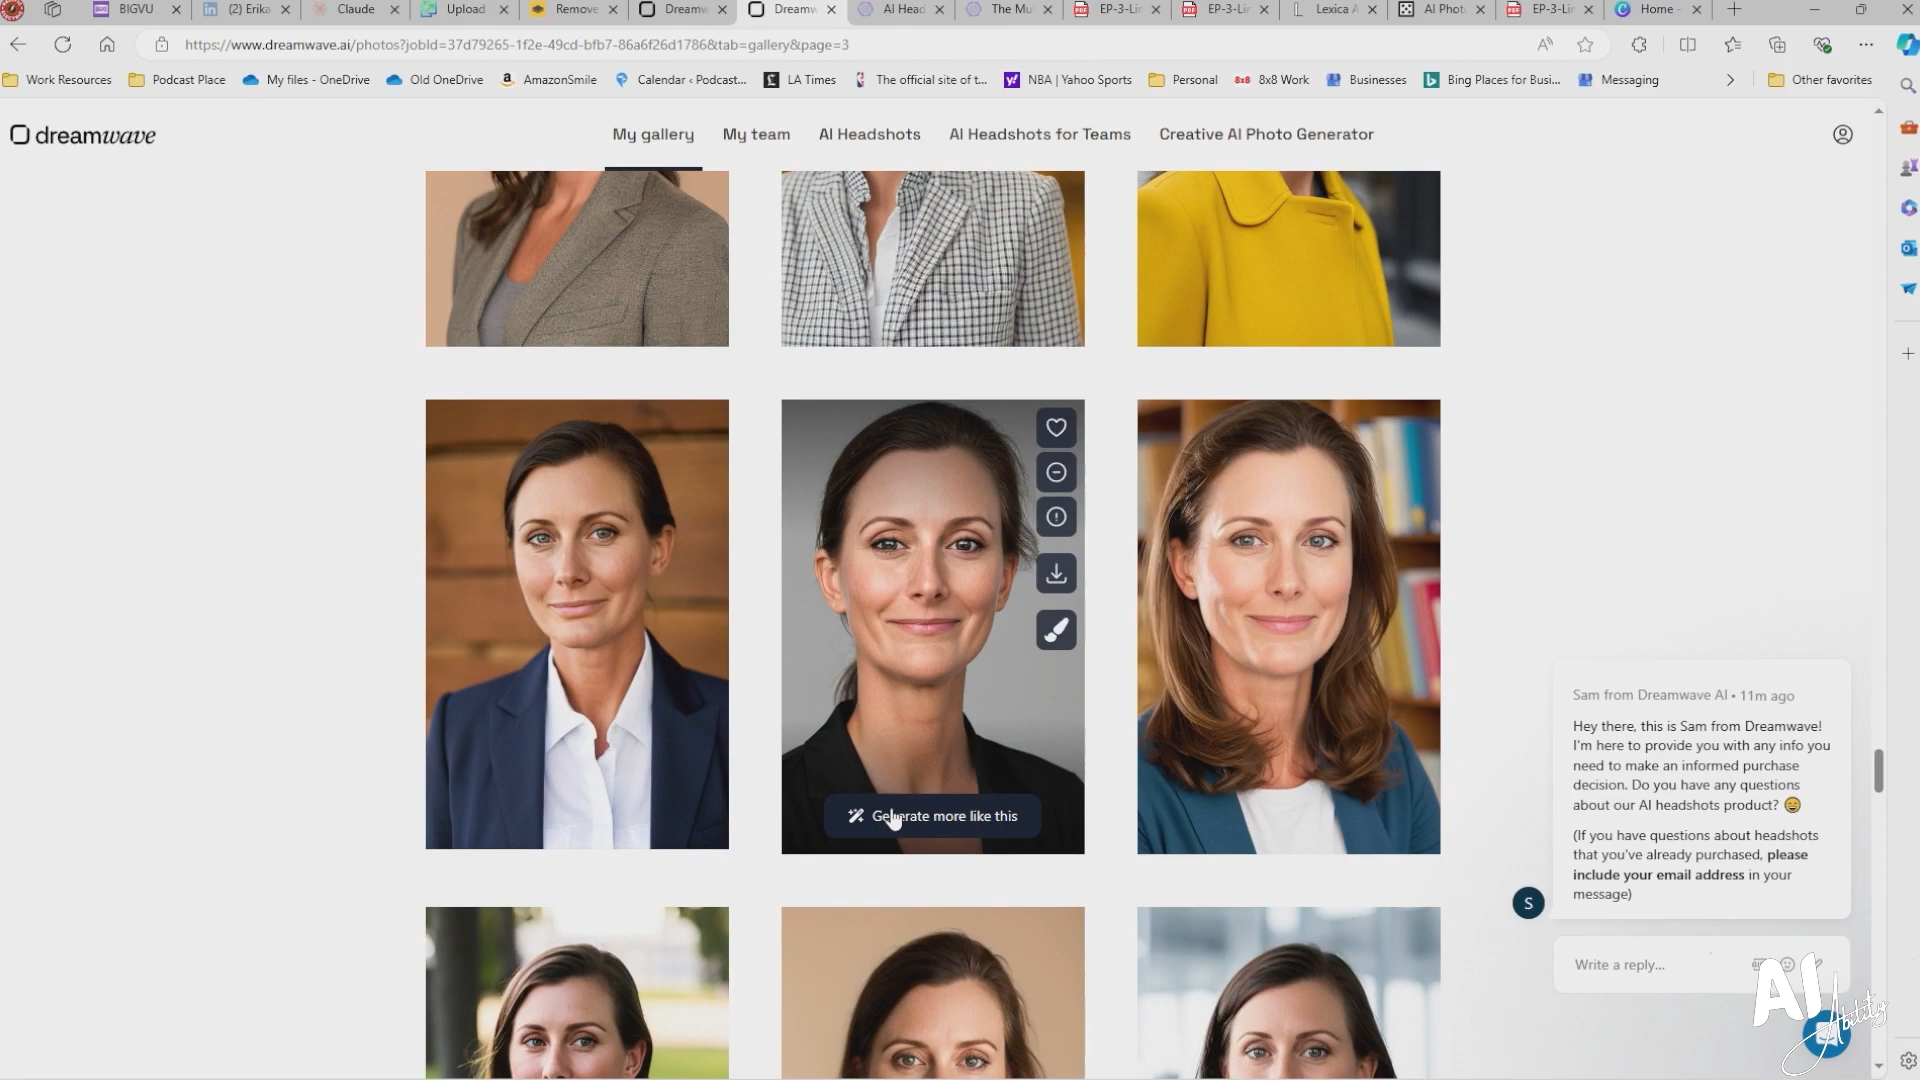 BIGVU
(2) Erika
Claude
Upload
Remove
Dreamw
Dreamw
AI Head
The Mul
EP-3-Lin
EP-3-Lin
Lexica A
AI Phot
EP-3-Lin
Home -
https://www.dreamwave.ai/photos?jobId=37d79265-1f2e-49cd-bfb7-86a6f26d1786&tab=gallery&page=3
Work Resources
Podcast Place
My files - OneDrive
Old OneDrive
AmazonSmile
Calendar ‹ Podcast...
LA Times
The official site of t...
NBA | Yahoo Sports
Personal
8x8 8x8 Work
Businesses
Bing Places for Busi...
Messaging
Other favorites
dreamwave
My gallery
My team
AI Headshots
AI Headshots for Teams
Creative AI Photo Generator
Generate more like this
Sam from Dreamwave AI • 11m ago
Hey there, this is Sam from Dreamwave!
I'm here to provide you with any info you
need to make an informed purchase
decision. Do you have any questions
about our AI headshots product? 😄
(If you have questions about headshots
that you've already purchased, please
include your email address in your
message)
S
Write a reply...
AI
Ability